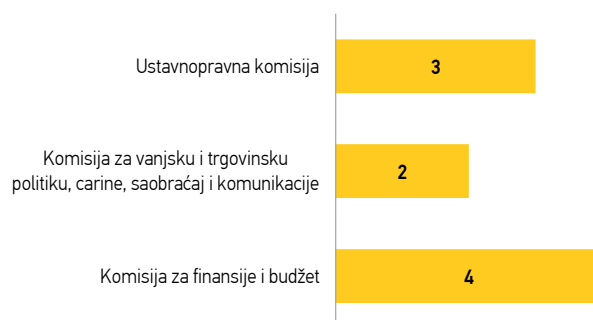 Ustavnopravna komisija
3
Komisija za vanjsku i trgovinsku
politiku, carine, saobraćaj i komunikacije
2
Komisija za finansije i budžet
4